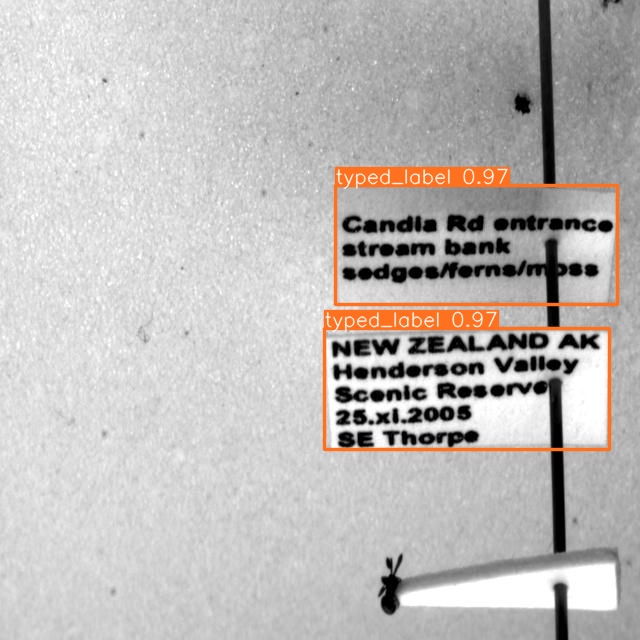 typed_label 0.97
Candia Rd entrance
stream bank
sedges/ferns/moss
typed_label 0.97
NEW ZEALAND AK
Henderson Valley
Scenic Reserve
25.xi.2005
SE Thorpe